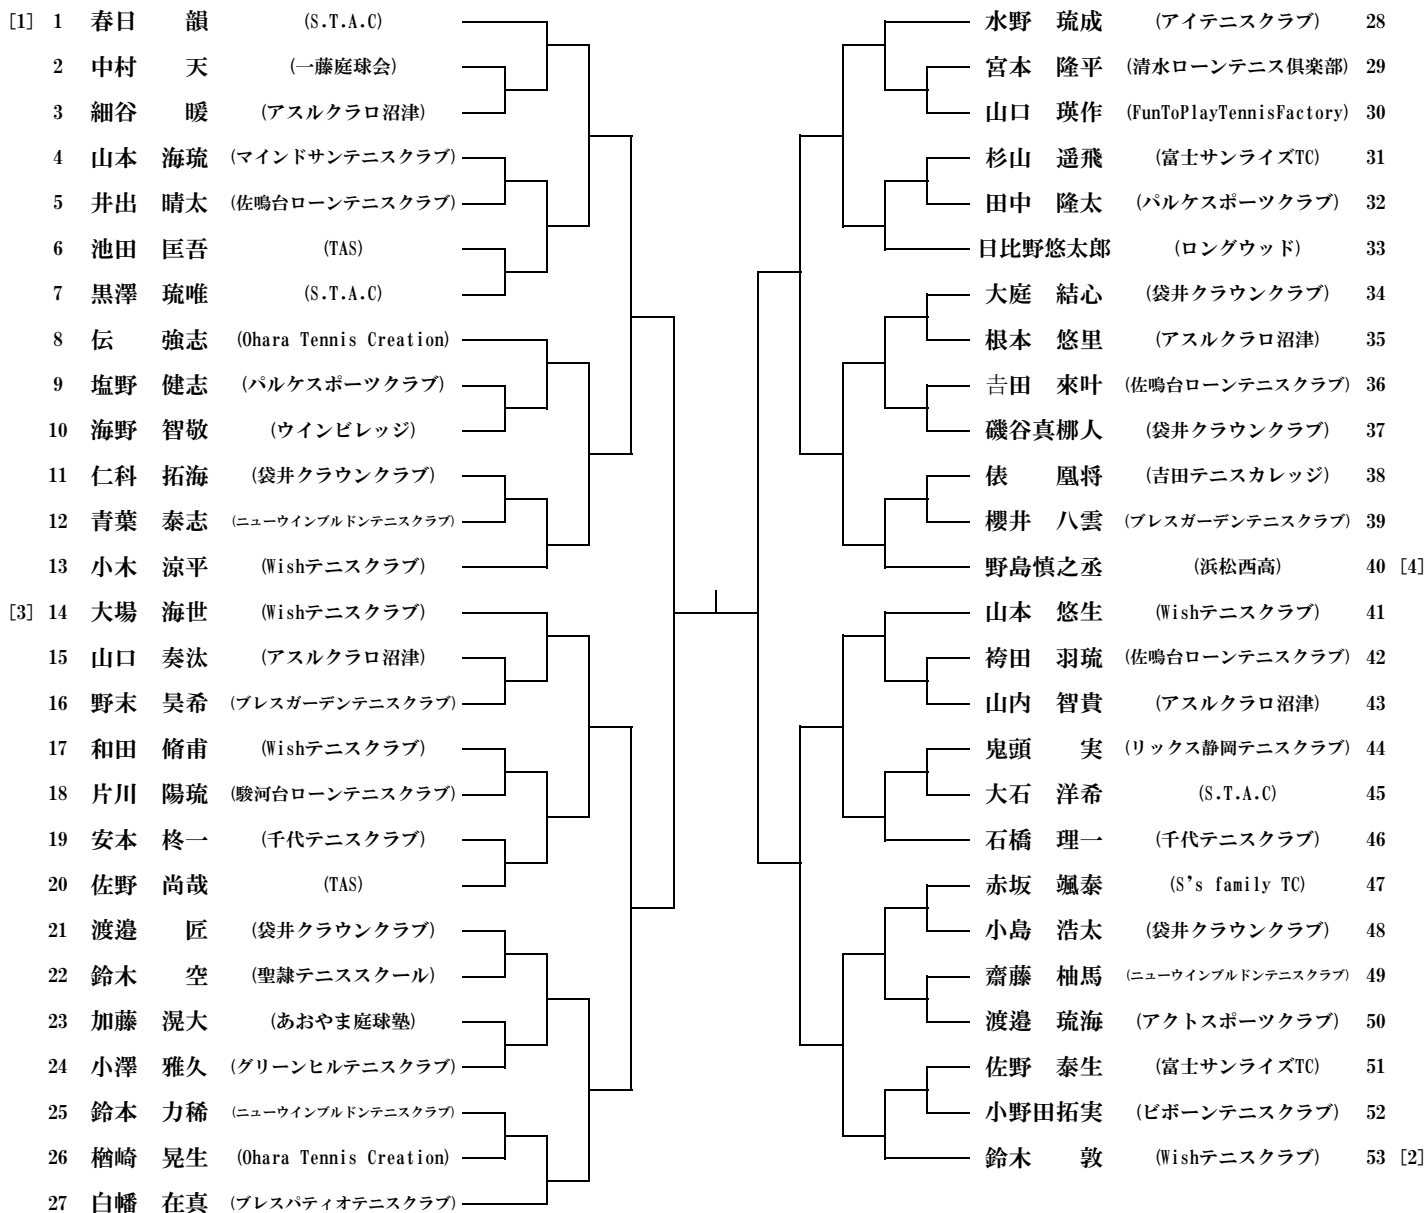 [1] 1 春日 韻 (S.T.A.C)
2 中村 天 (一藤庭球会)
3 細谷 暖 (アスルクラロ沼津)
4 山本 海琉 (マインドサンテニスクラブ)
5 井出 晴太 (佐鳴台ローンテニスクラブ)
6 池田 匡吾 (TAS)
7 黒澤 琉唯 (S.T.A.C)
8 伝 強志 (Ohara Tennis Creation)
9 塩野 健志 (パルケスポーツクラブ)
10 海野 智敬 (ウインビレッジ)
11 仁科 拓海 (袋井クラウンクラブ)
12 青葉 泰志 (ニューウインブルドンテニスクラブ)
13 小木 涼平 (Wishテニスクラブ)
[3] 14 大場 海世 (Wishテニスクラブ)
15 山口 奏汰 (アスルクラロ沼津)
16 野末 昊希 (ブレスガーデンテニスクラブ)
17 和田 脩甫 (Wishテニスクラブ)
18 片川 陽琉 (駿河台ローンテニスクラブ)
19 安本 柊一 (千代テニスクラブ)
20 佐野 尚哉 (TAS)
21 渡邉 匠 (袋井クラウンクラブ)
22 鈴木 空 (聖隷テニススクール)
23 加藤 滉大 (あおやま庭球塾)
24 小澤 雅久 (グリーンヒルテニスクラブ)
25 鈴本 力稀 (ニューウインブルドンテニスクラブ)
26 楢崎 晃生 (Ohara Tennis Creation)
27 白幡 在真 (ブレスパティオテニスクラブ)
水野 琉成 (アイテニスクラブ) 28
宮本 隆平 (清水ローンテニス倶楽部) 29
山口 瑛作 (FunToPlayTennisFactory) 30
杉山 遥飛 (富士サンライズTC) 31
田中 隆太 (パルケスポーツクラブ) 32
日比野悠太郎 (ロングウッド) 33
大庭 結心 (袋井クラウンクラブ) 34
根本 悠里 (アスルクラロ沼津) 35
𠮷田 來叶 (佐鳴台ローンテニスクラブ) 36
磯谷真梛人 (袋井クラウンクラブ) 37
俵 凰将 (吉田テニスカレッジ) 38
櫻井 八雲 (ブレスガーデンテニスクラブ) 39
野島慎之丞 (浜松西高) 40 [4]
山本 悠生 (Wishテニスクラブ) 41
袴田 羽琉 (佐鳴台ローンテニスクラブ) 42
山内 智貴 (アスルクラロ沼津) 43
鬼頭 実 (リックス静岡テニスクラブ) 44
大石 洋希 (S.T.A.C) 45
石橋 理一 (千代テニスクラブ) 46
赤坂 颯泰 (S's family TC) 47
小島 浩太 (袋井クラウンクラブ) 48
齋藤 柚馬 (ニューウインブルドンテニスクラブ) 49
渡邉 琉海 (アクトスポーツクラブ) 50
佐野 泰生 (富士サンライズTC) 51
小野田拓実 (ビボーンテニスクラブ) 52
鈴木 敦 (Wishテニスクラブ) 53 [2]